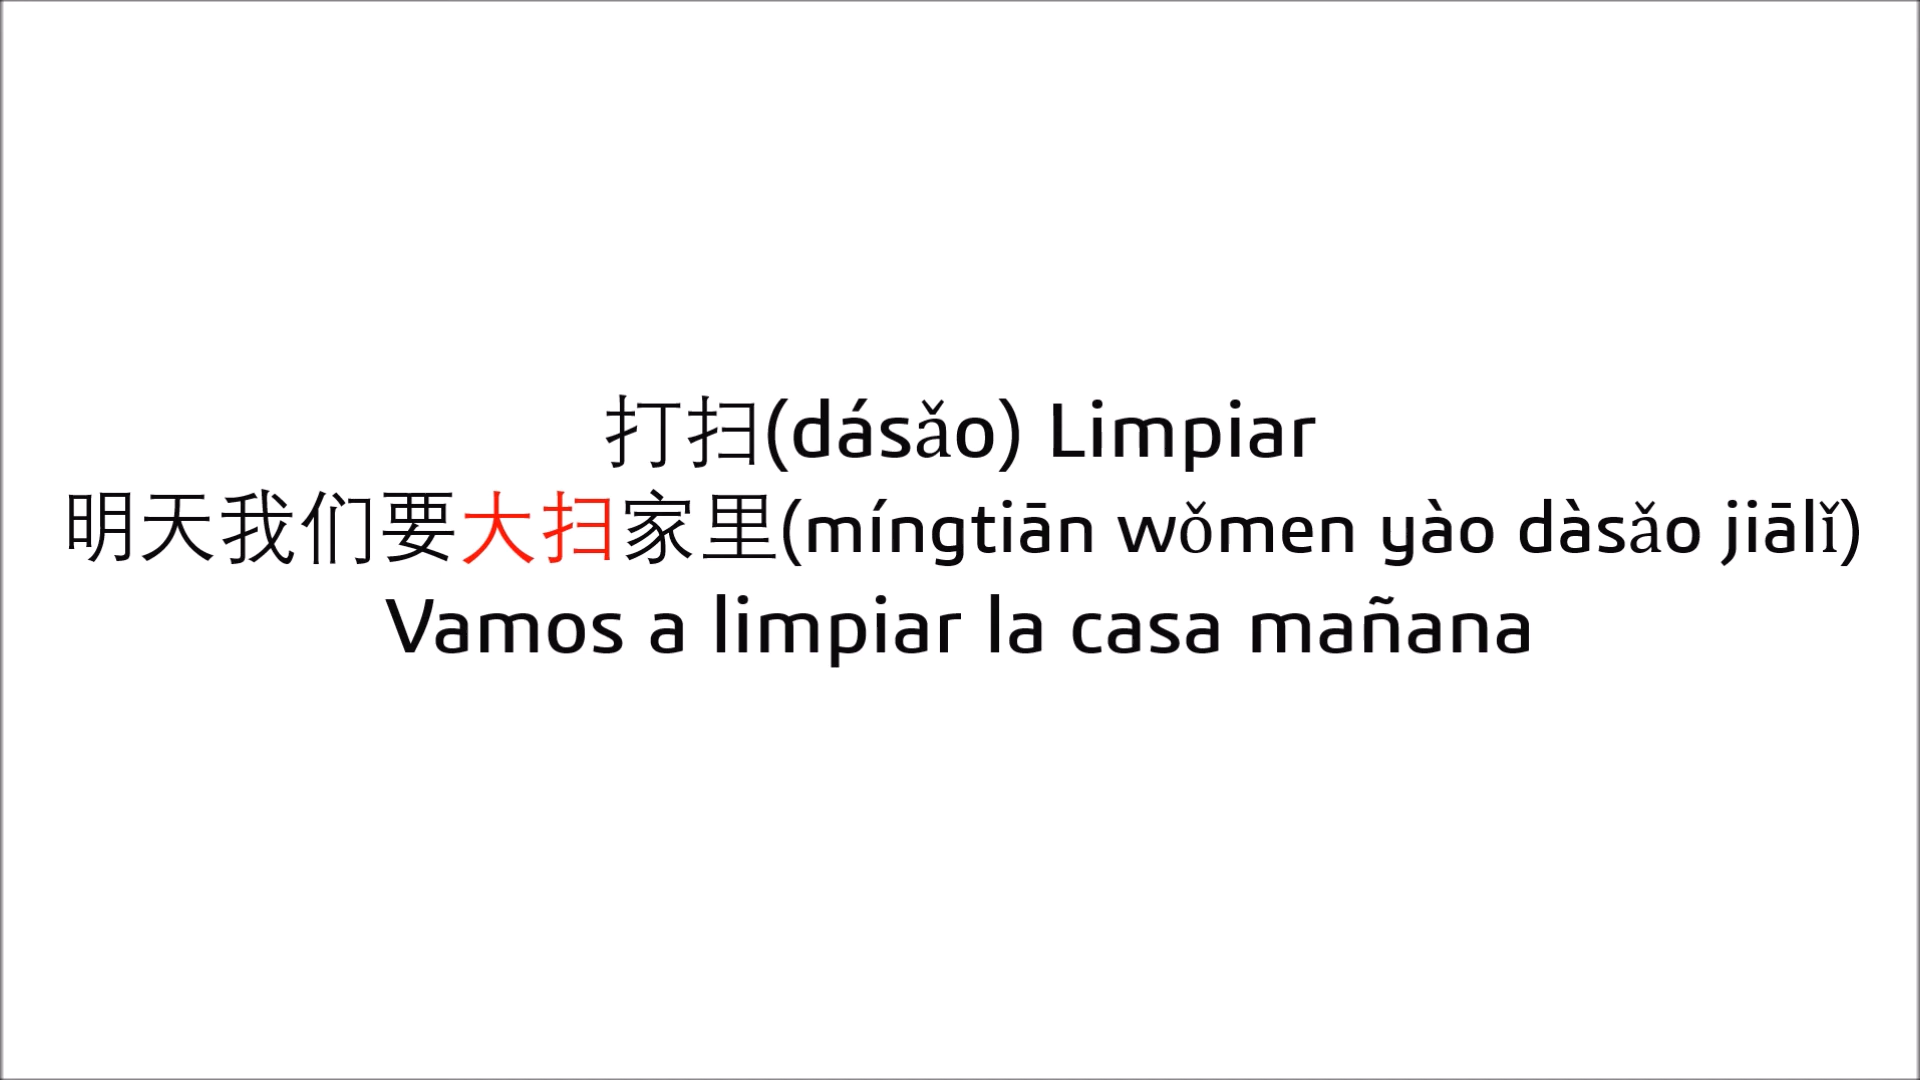 打扫(dásǎo) Limpiar
明天我们要大扫家里(míngtiān wǒmen yào dàsǎo jiālǐ)
Vamos a limpiar la casa mañana